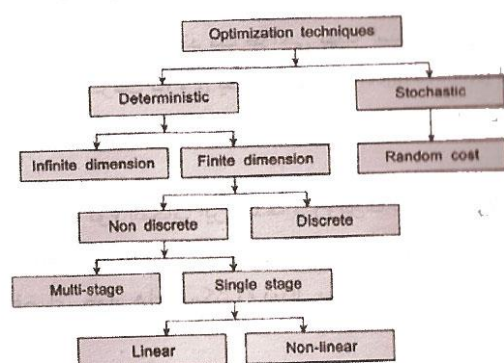 Optimization techniques
Deterministic
Stochastic
Infinite dimension
Finite dimension
Random cost
Non discrete
Discrete
Multi-stage
Single stage
Linear
Non-linear